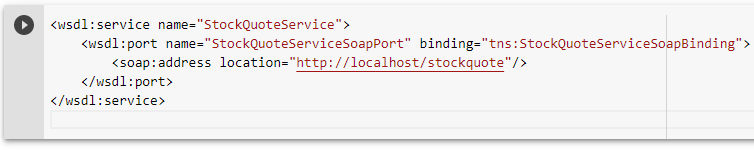 <wsdl:service name="StockQuoteService">
    <wsdl:port name="StockQuoteServiceSoapPort" binding="tns:StockQuoteServiceSoapBinding">
        <soap:address location="http://localhost/stockquote"/>
    </wsdl:port>
</wsdl:service>